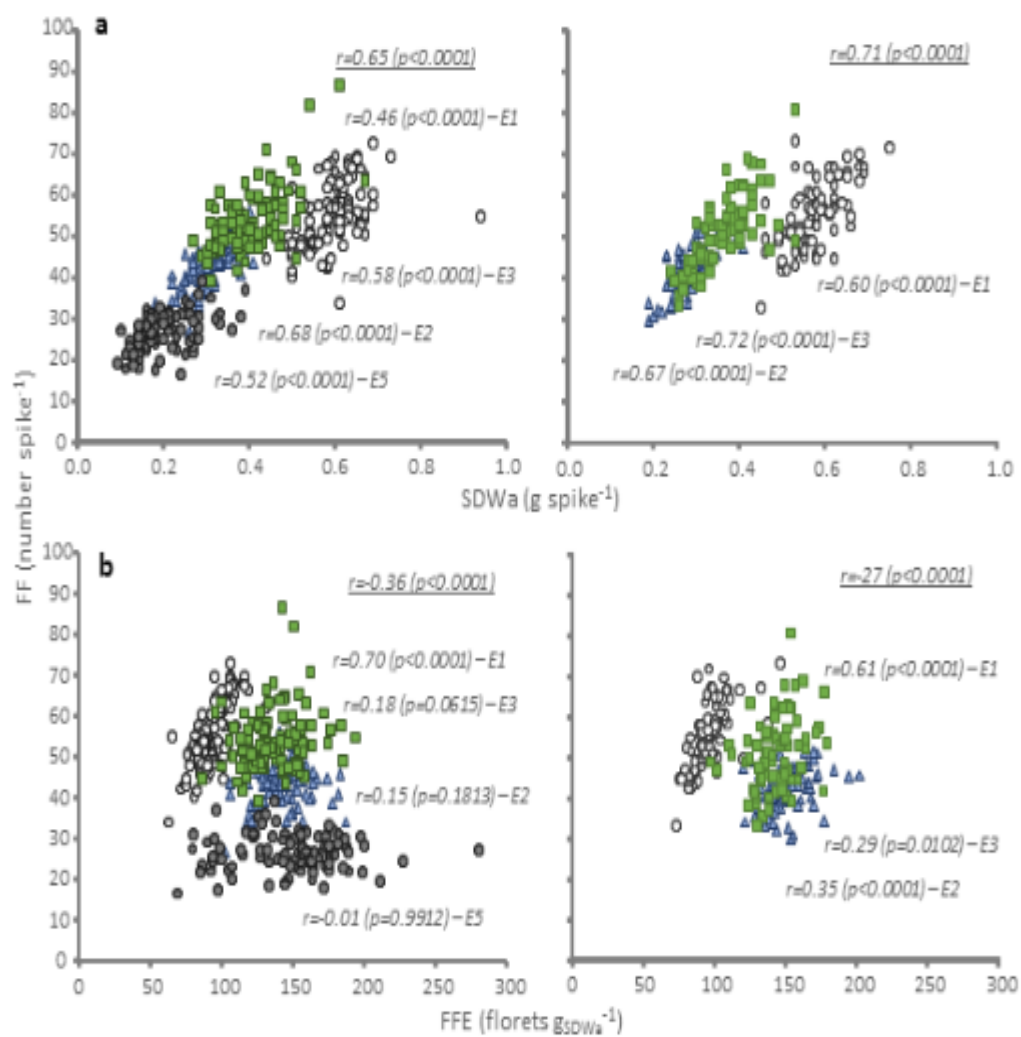 a
100
90
80
70
60
50
40
30
20
10
0
r=0.65 (p<0.0001)
r=0.46 (p<0.0001) – E1
r=0.58 (p<0.0001) – E3
r=0.68 (p<0.0001) – E2
r=0.52 (p<0.0001) – E5
0.0 0.2 0.4 0.6 0.8 1.0
r=0.71 (p<0.0001)
r=0.60 (p<0.0001) – E1
r=0.72 (p<0.0001) – E3
r=0.67 (p<0.0001) – E2
0.0 0.2 0.4 0.6 0.8 1.0
SDWa (g spike-1)
FF (number spike-1)
b
100
90
80
70
60
50
40
30
20
10
0
r=-0.36 (p<0.0001)
r=0.70 (p<0.0001) – E1
r=0.18 (p=0.0615) – E3
r=0.15 (p=0.1813) – E2
r=-0.01 (p=0.9912) – E5
0 50 100 150 200 250 300
r=-27 (p<0.0001)
r=0.61 (p<0.0001) – E1
r=0.29 (p=0.0102) – E3
r=0.35 (p<0.0001) – E2
0 50 100 150 200 250 300
FFE (florets gSDWa-1)